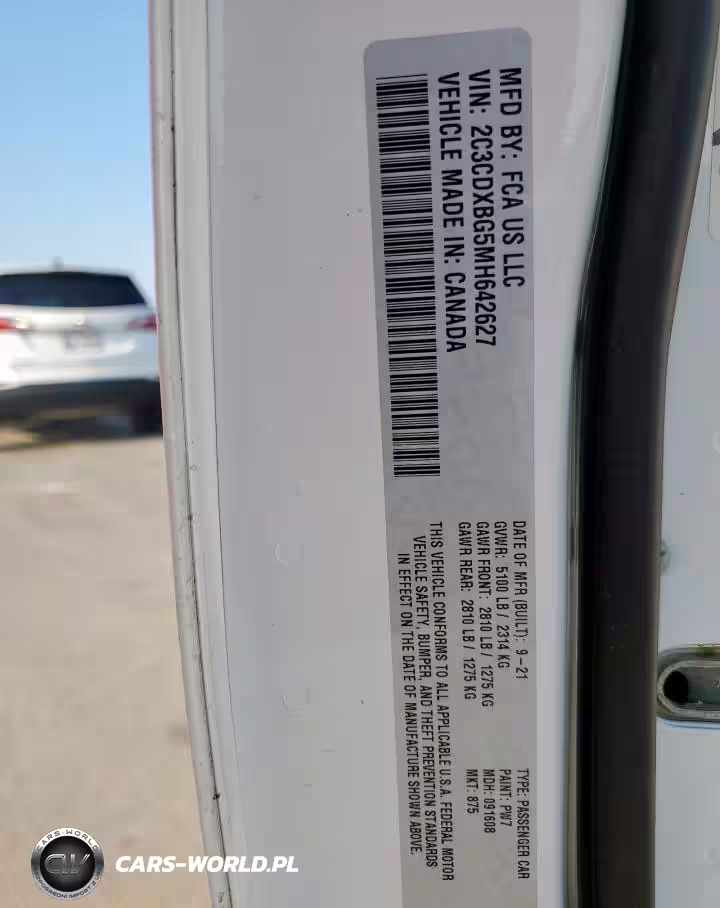 MFD BY: FCA US LLC
VIN: 2C3CDXBG5MH642627
VEHICLE MADE IN: CANADA
DATE OF MFR (BUILT): 9-21
GVWR: 5100 LB / 2314 KG
GAWR FRONT: 2810 LB / 1275 KG
GAWR REAR: 2810 LB / 1275 KG
THIS VEHICLE CONFORMS TO ALL APPLICABLE U.S.A. FEDERAL MOTOR
VEHICLE SAFETY, BUMPER, AND THEFT PREVENTION STANDARDS
IN EFFECT ON THE DATE OF MANUFACTURE SHOWN ABOVE.
TYPE: PASSENGER CAR
PAINT: PW7
MDH: 091608
MKT: 875
CARS-WORLD
CW
CARS-WORLD.PL